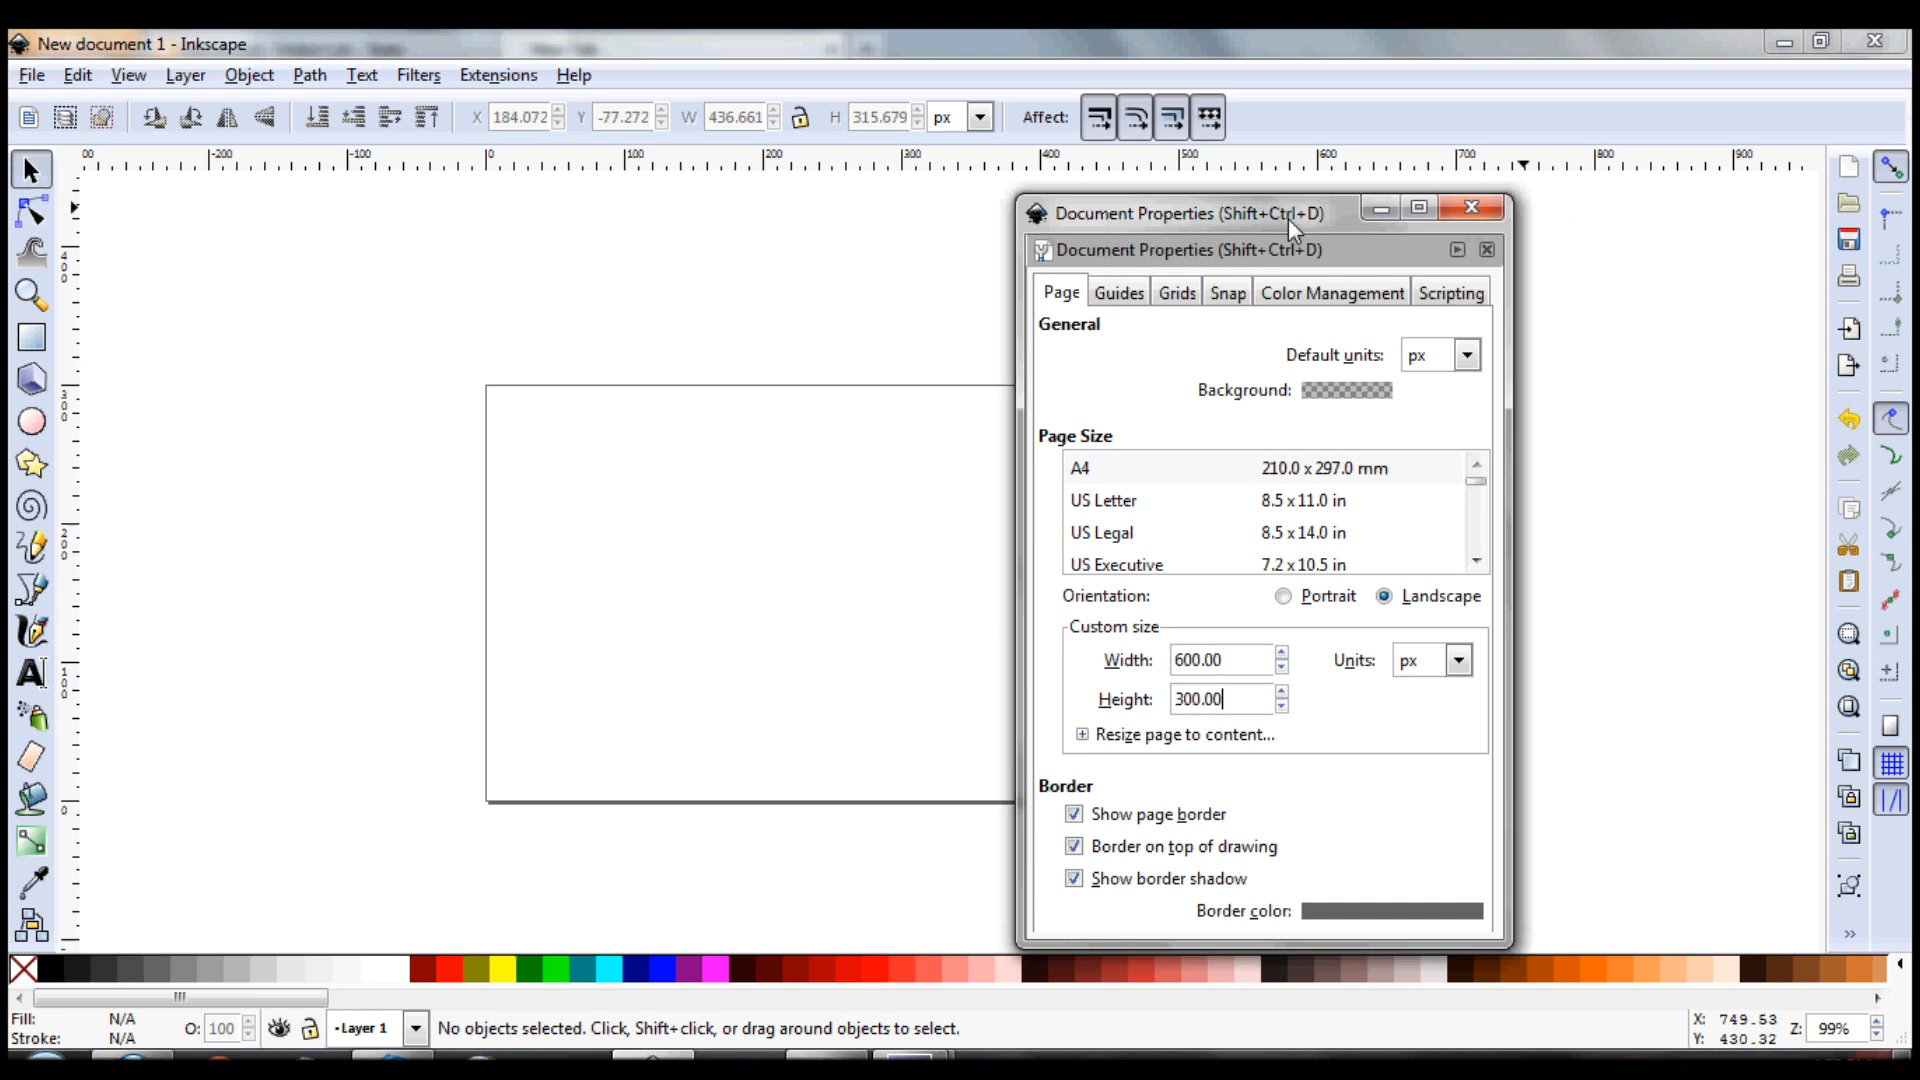 New document 1 - Inkscape
File Edit View Layer Object Path Text Filters Extensions Help
X 184.072 Y -77.272 W 436.661 H 315.679 px Affect:
00 -200 -100 0 100 200 300 400 500 600 700 800 900
400
300
200
100
0
Document Properties (Shift+Ctrl+D)
Document Properties (Shift+Ctrl+D)
Page Guides Grids Snap Color Management Scripting
General
Default units: px
Background:
Page Size
A4 210.0 x 297.0 mm
US Letter 8.5 x 11.0 in
US Legal 8.5 x 14.0 in
US Executive 7.2 x 10.5 in
Orientation: Portrait Landscape
Custom size
Width: 600.00 Units: px
Height: 300.00
Resize page to content...
Border
Show page border
Border on top of drawing
Show border shadow
Border color:
Fill: N/A
Stroke: N/A
O: 100
•Layer 1
No objects selected. Click, Shift+click, or drag around objects to select.
X: 749.53
Y: 430.32
Z: 99%